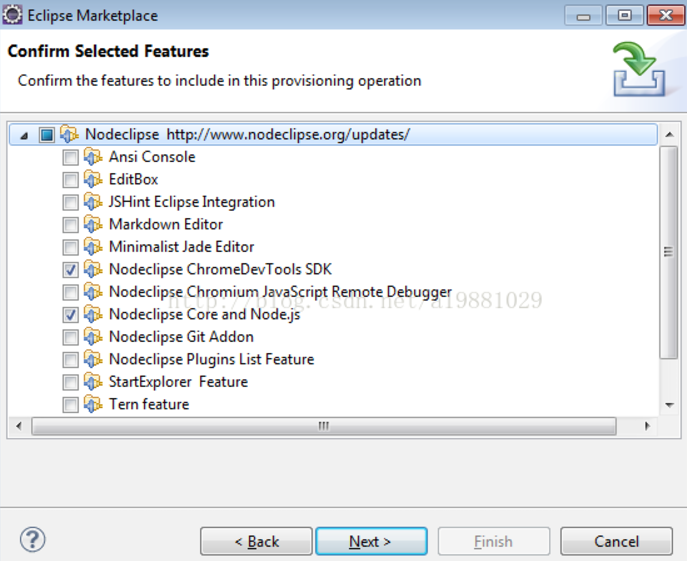 Eclipse Marketplace
Confirm Selected Features
Confirm the features to include in this provisioning operation
Nodeclipse http://www.nodeclipse.org/updates/
Ansi Console
EditBox
JSHint Eclipse Integration
Markdown Editor
Minimalist Jade Editor
Nodeclipse ChromeDevTools SDK
Nodeclipse Chromium JavaScript Remote Debugger
http://blog.csdn.net/a19881029
Nodeclipse Core and Node.js
Nodeclipse Git Addon
Nodeclipse Plugins List Feature
StartExplorer Feature
Tern feature
?
< Back
Next >
Finish
Cancel